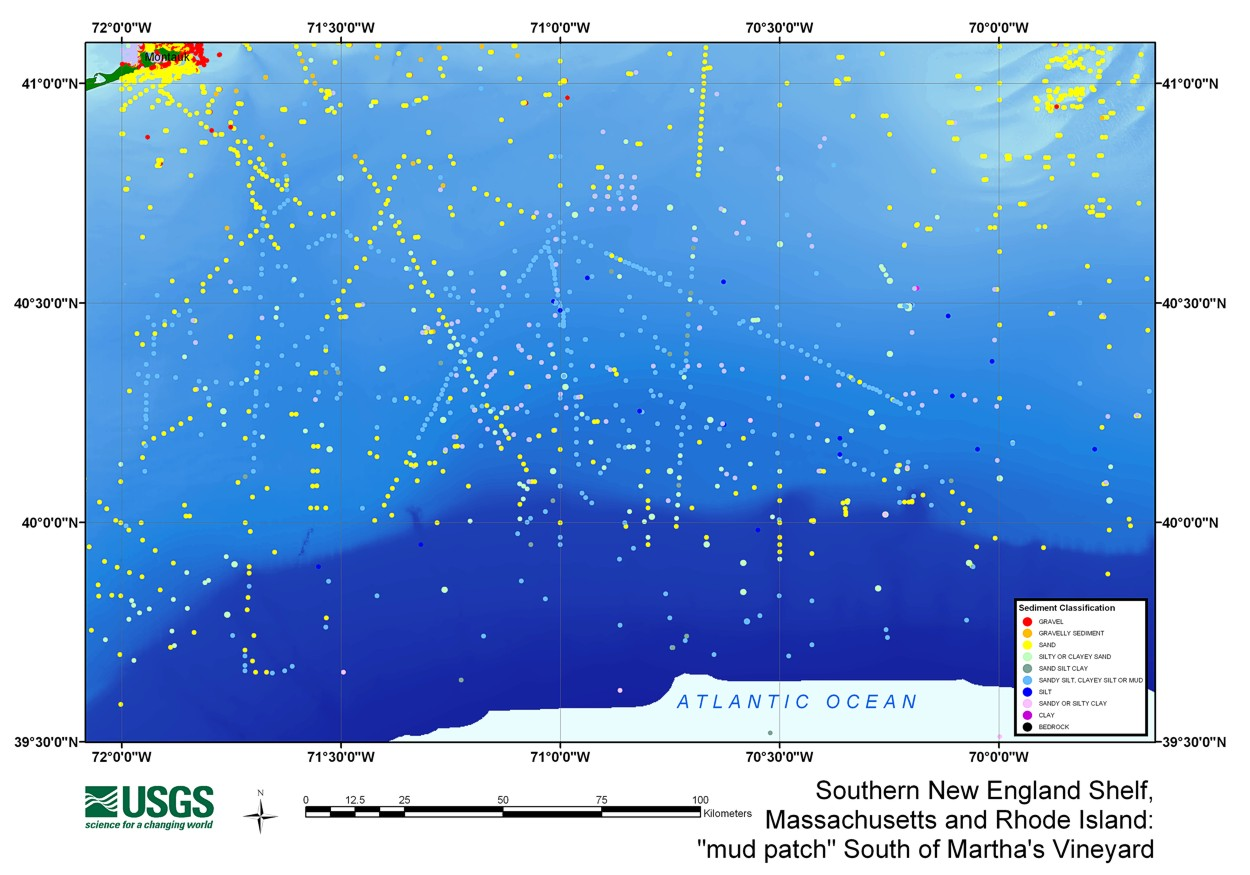 72°0'0"W 71°30'0"W 71°0'0"W 70°30'0"W 70°0'0"W
Montauk
41°0'0"N 41°0'0"N
40°30'0"N 40°30'0"N
40°0'0"N 40°0'0"N
Sediment Classification
GRAVEL
GRAVELLY SEDIMENT
SAND
SILTY OR CLAYEY SAND
SAND SILT CLAY
SANDY SILT, CLAYEY SILT OR MUD
SILT
SANDY OR SILTY CLAY
CLAY
BEDROCK
ATLANTIC OCEAN
39°30'0"N 39°30'0"N
72°0'0"W 71°30'0"W 71°0'0"W 70°30'0"W 70°0'0"W
USGS
science for a changing world
N
0 12.5 25 50 75 100
Kilometers
Southern New England Shelf,
Massachusetts and Rhode Island:
"mud patch" South of Martha's Vineyard